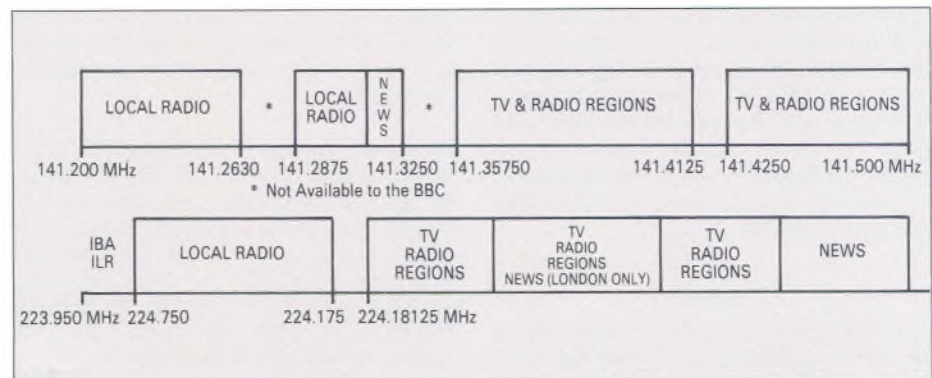 LOCAL RADIO
*
LOCAL
RADIO
N
E
W
S
*
TV & RADIO REGIONS
TV & RADIO REGIONS
141.200 MHz 141.2630 141.2875 141.3250 141.35750 141.4125 141.4250 141.500 MHz
* Not Available to the BBC
IBA
ILR
LOCAL RADIO
TV
RADIO
REGIONS
TV
RADIO
REGIONS
NEWS (LONDON ONLY)
TV
RADIO
REGIONS
NEWS
223.950 MHz 224.750 224.175 224.18125 MHz